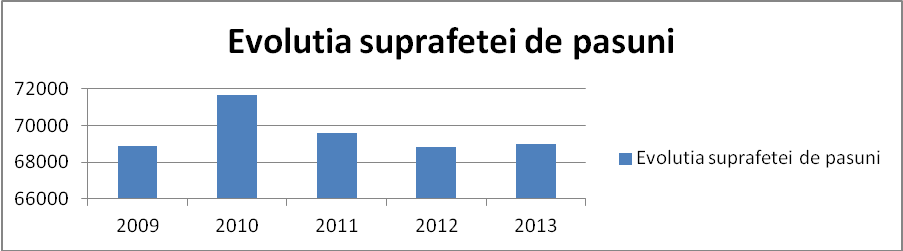 Evolutia suprafetei de pasuni
72000
70000
68000
66000
2009 2010 2011 2012 2013
Evolutia suprafetei de pasuni